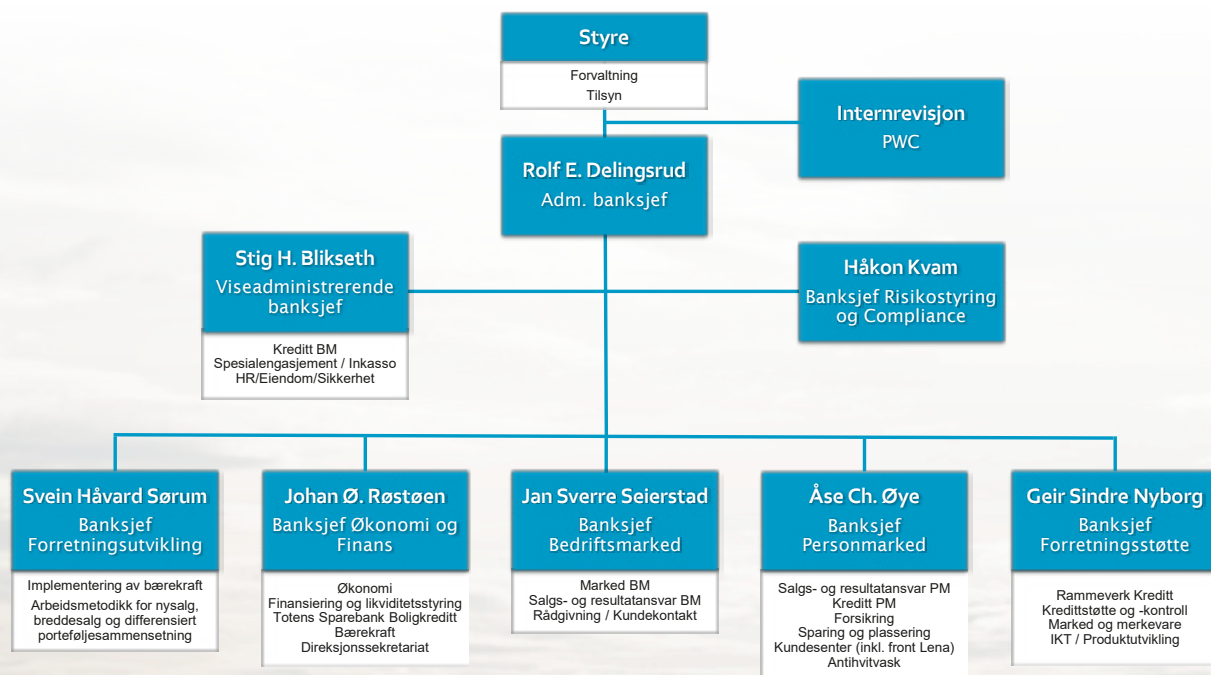 Styre
Forvaltning
Tilsyn
Internrevisjon
PWC
Rolf E. Delingsrud
Adm. banksjef
Stig H. Blikseth
Viseadministrerende
banksjef
Kreditt BM
Spesialengasjement / Inkasso
HR/Eiendom/Sikkerhet
Håkon Kvam
Banksjef Risikostyring
og Compliance
Svein Håvard Sørum
Banksjef
Forretningsutvikling
Implementering av bærekraft
Arbeidsmetodikk for nysalg,
breddesalg og differensiert
porteføljesammensetning
Johan Ø. Røstøen
Banksjef Økonomi og
Finans
Økonomi
Finansiering og likviditetsstyring
Totens Sparebank Boligkreditt
Bærekraft
Direksjonssekretariat
Jan Sverre Seierstad
Banksjef
Bedriftsmarked
Marked BM
Salgs- og resultatansvar BM
Rådgivning / Kundekontakt
Åse Ch. Øye
Banksjef
Personmarked
Salgs- og resultatansvar PM
Kreditt PM
Forsikring
Sparing og plassering
Kundesenter (inkl. front Lena)
Antihvitvask
Geir Sindre Nyborg
Banksjef
Forretningsstøtte
Rammeverk Kreditt
Kredittstøtte og -kontroll
Marked og merkevare
IKT / Produktutvikling